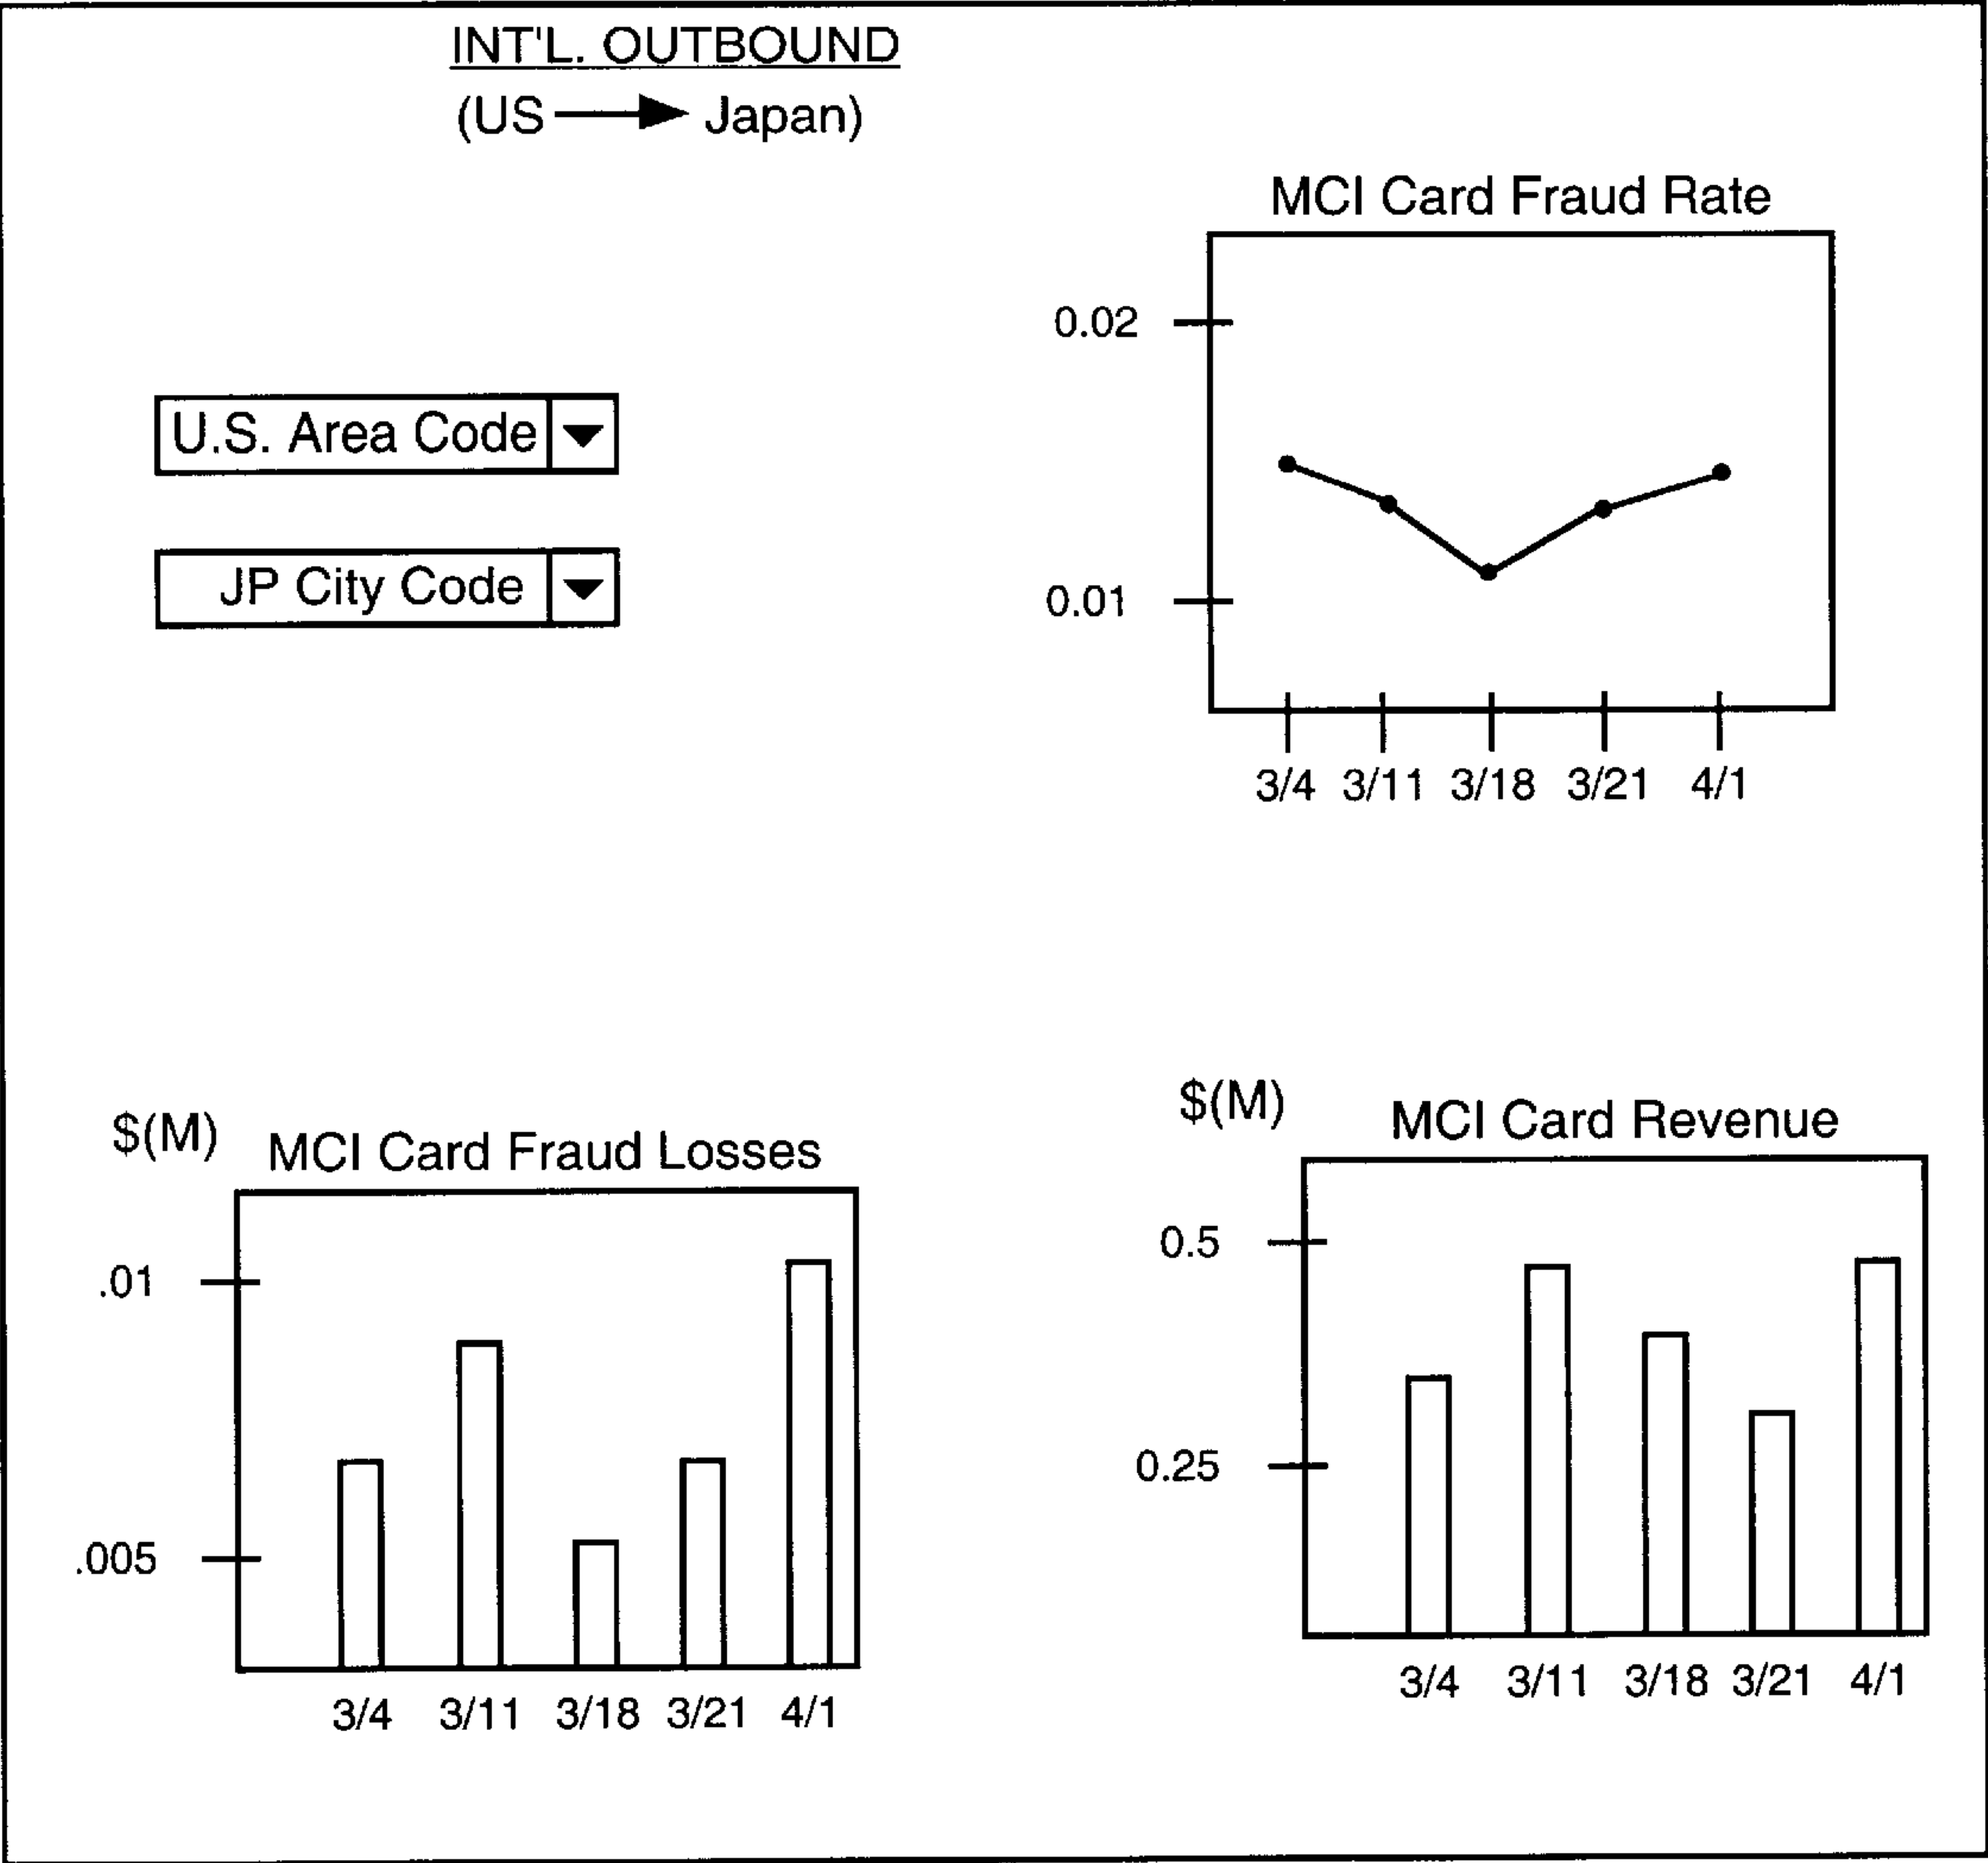 INT'L. OUTBOUND
(US → Japan)
MCI Card Fraud Rate
0.02
0.01
3/4 3/11 3/18 3/21 4/1
U.S. Area Code
JP City Code
$(M)
MCI Card Fraud Losses
.01
.005
3/4 3/11 3/18 3/21 4/1
$(M)
MCI Card Revenue
0.5
0.25
3/4 3/11 3/18 3/21 4/1